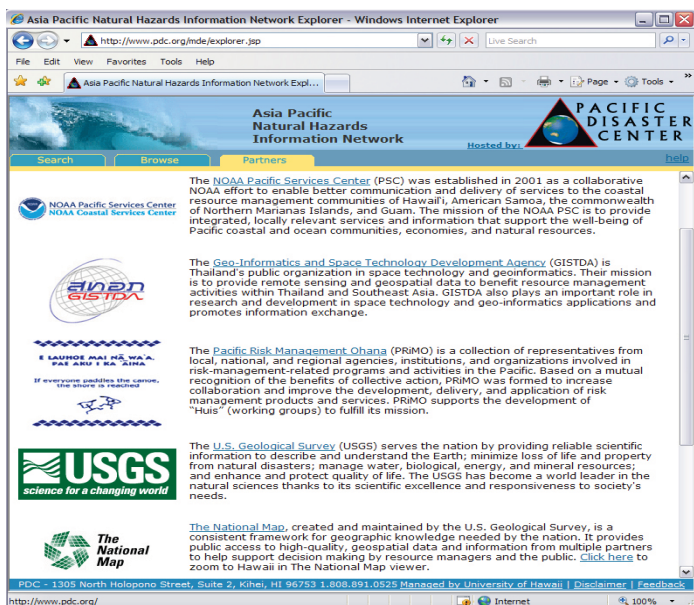 Asia Pacific Natural Hazards Information Network Explorer - Windows Internet Explorer
http://www.pdc.org/mde/explorer.jsp
Live Search
File Edit View Favorites Tools Help
Asia Pacific Natural Hazards Information Network Expl...
Page Tools »
Asia Pacific
Natural Hazards
Information Network
Hosted by:
PACIFIC
DISASTER
CENTER
Search Browse Partners help
The NOAA Pacific Services Center (PSC) was established in 2001 as a collaborative
NOAA effort to enable better communication and delivery of services to the coastal
resource management communities of Hawai'i, American Samoa, the commonwealth
of Northern Marianas Islands, and Guam. The mission of the NOAA PSC is to provide
integrated, locally relevant services and information that support the well-being of
Pacific coastal and ocean communities, economies, and natural resources.
NOAA Pacific Services Center
NOAA Coastal Services Center
The Geo-Informatics and Space Technology Development Agency (GISTDA) is
Thailand's public organization in space technology and geoinformatics. Their mission
is to provide remote sensing and geospatial data to benefit resource management
activities within Thailand and Southeast Asia. GISTDA also plays an important role in
research and development in space technology and geo-informatics applications and
promotes information exchange.
สทอภ
GISTDA
E LAUHOE MAI NĀ WA'A,
PAE AKU I KA 'ĀINA
If everyone paddles the canoe,
the shore is reached
The Pacific Risk Management Ohana (PRiMO) is a collection of representatives from
local, national, and regional agencies, institutions, and organizations involved in
risk-management-related programs and activities in the Pacific. Based on a mutual
recognition of the benefits of collective action, PRiMO was formed to increase
collaboration and improve the development, delivery, and application of risk
management products and services. PRiMO supports the development of
"Huis" (working groups) to fulfill its mission.
USGS
science for a changing world
The U.S. Geological Survey (USGS) serves the nation by providing reliable scientific
information to describe and understand the Earth; minimize loss of life and property
from natural disasters; manage water, biological, energy, and mineral resources;
and enhance and protect quality of life. The USGS has become a world leader in the
natural sciences thanks to its scientific excellence and responsiveness to society's
needs.
The
National
Map
The National Map, created and maintained by the U.S. Geological Survey, is a
consistent framework for geographic knowledge needed by the nation. It provides
public access to high-quality, geospatial data and information from multiple partners
to help support decision making by resource managers and the public. Click here to
zoom to Hawaii in The National Map viewer.
PDC - 1305 North Holopono Street, Suite 2, Kihei, HI 96753 1.808.891.0525 Managed by University of Hawaii | Disclaimer | Feedback
http://www.pdc.org/ Internet 100%